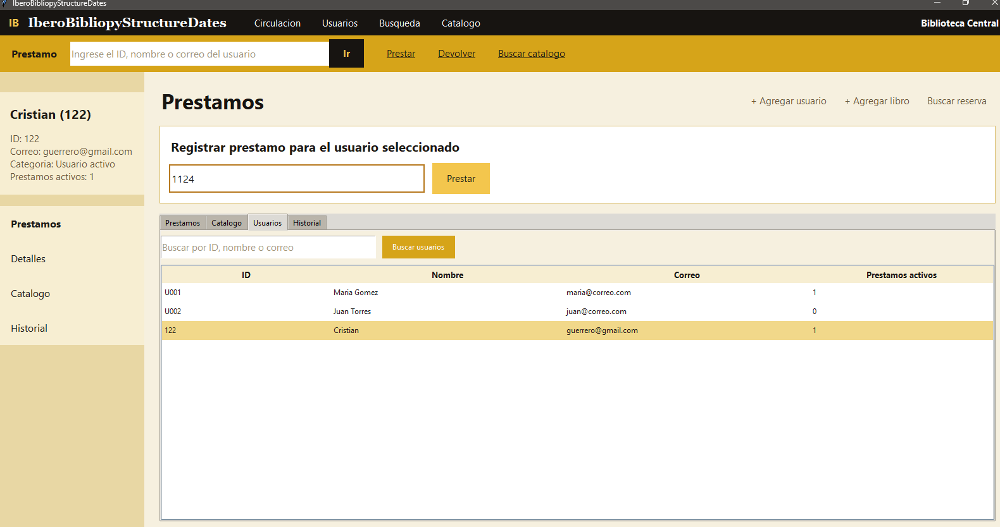 IberoBibliopyStructureDates
IB IberoBibliopyStructureDates Circulacion Usuarios Busqueda Catalogo Biblioteca Central
Prestamo Ingrese el ID, nombre o correo del usuario Ir Prestar Devolver Buscar catalogo
Cristian (122)
ID: 122
Correo: guerrero@gmail.com
Categoria: Usuario activo
Prestamos activos: 1
Prestamos
Detalles
Catalogo
Historial
Prestamos + Agregar usuario + Agregar libro Buscar reserva
Registrar prestamo para el usuario seleccionado
1124 Prestar
Prestamos Catalogo Usuarios Historial
Buscar por ID, nombre o correo Buscar usuarios
ID Nombre Correo Prestamos activos
U001 Maria Gomez maria@correo.com 1
U002 Juan Torres juan@correo.com 0
122 Cristian guerrero@gmail.com 1